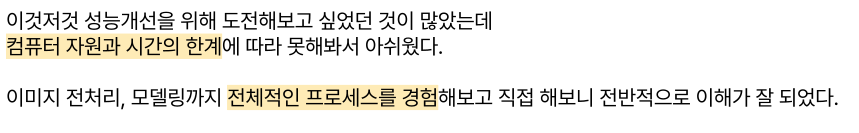 이것저것 성능개선을 위해 도전해보고 싶었던 것이 많았는데
컴퓨터 자원과 시간의 한계에 따라 못해봐서 아쉬웠다.
이미지 전처리, 모델링까지 전체적인 프로세스를 경험해보고 직접 해보니 전반적으로 이해가 잘 되었다.